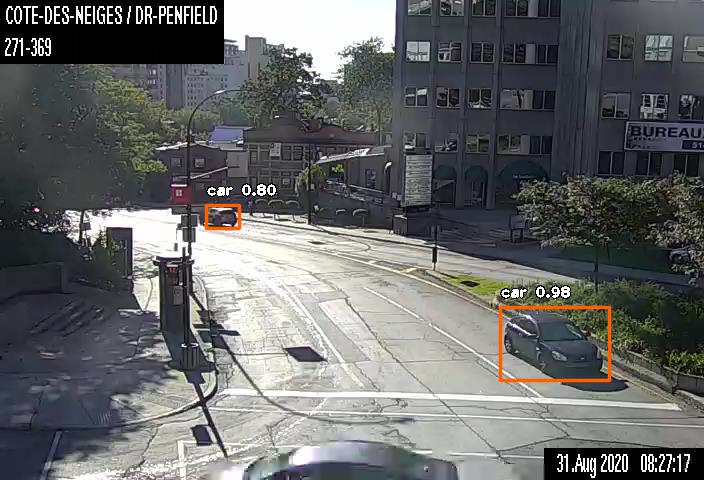 COTE-DES-NEIGES / DR-PENFIELD
271-369
car 0.80
BUREAU
car 0.98
31.Aug 2020 08:27:17